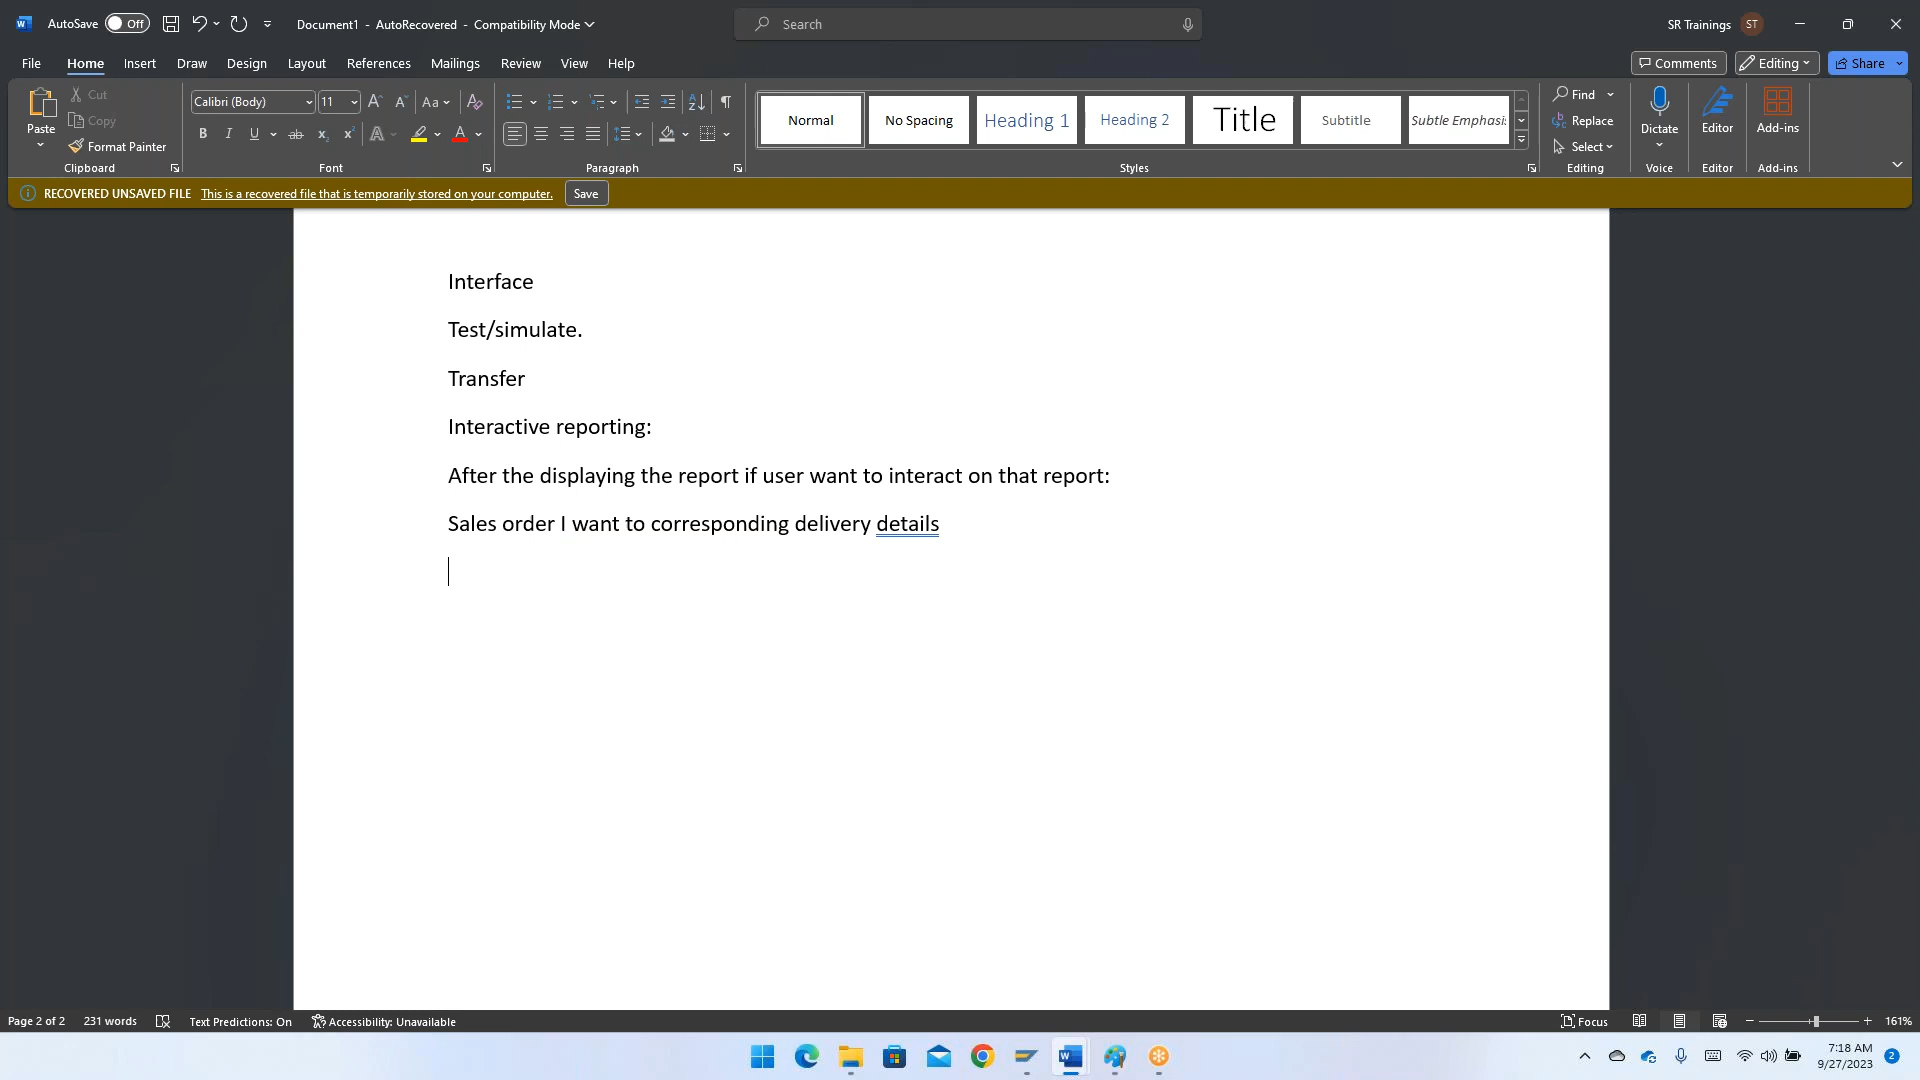 AutoSave Off Document1 - AutoRecovered - Compatibility Mode Search SR Trainings ST
File Home Insert Draw Design Layout References Mailings Review View Help Comments Editing Share
Paste Cut Copy Format Painter Clipboard
Calibri (Body) 11 Aa Font
Paragraph
Normal No Spacing Heading 1 Heading 2 Title Subtitle Subtle Emphasi: Styles
Find Replace Select Editing
Dictate Voice
Editor Editor
Add-ins Add-ins
RECOVERED UNSAVED FILE This is a recovered file that is temporarily stored on your computer. Save
Interface
Test/simulate.
Transfer
Interactive reporting:
After the displaying the report if user want to interact on that report:
Sales order I want to corresponding delivery details
Page 2 of 2 231 words Text Predictions: On Accessibility: Unavailable Focus 161%
7:18 AM
9/27/2023 2